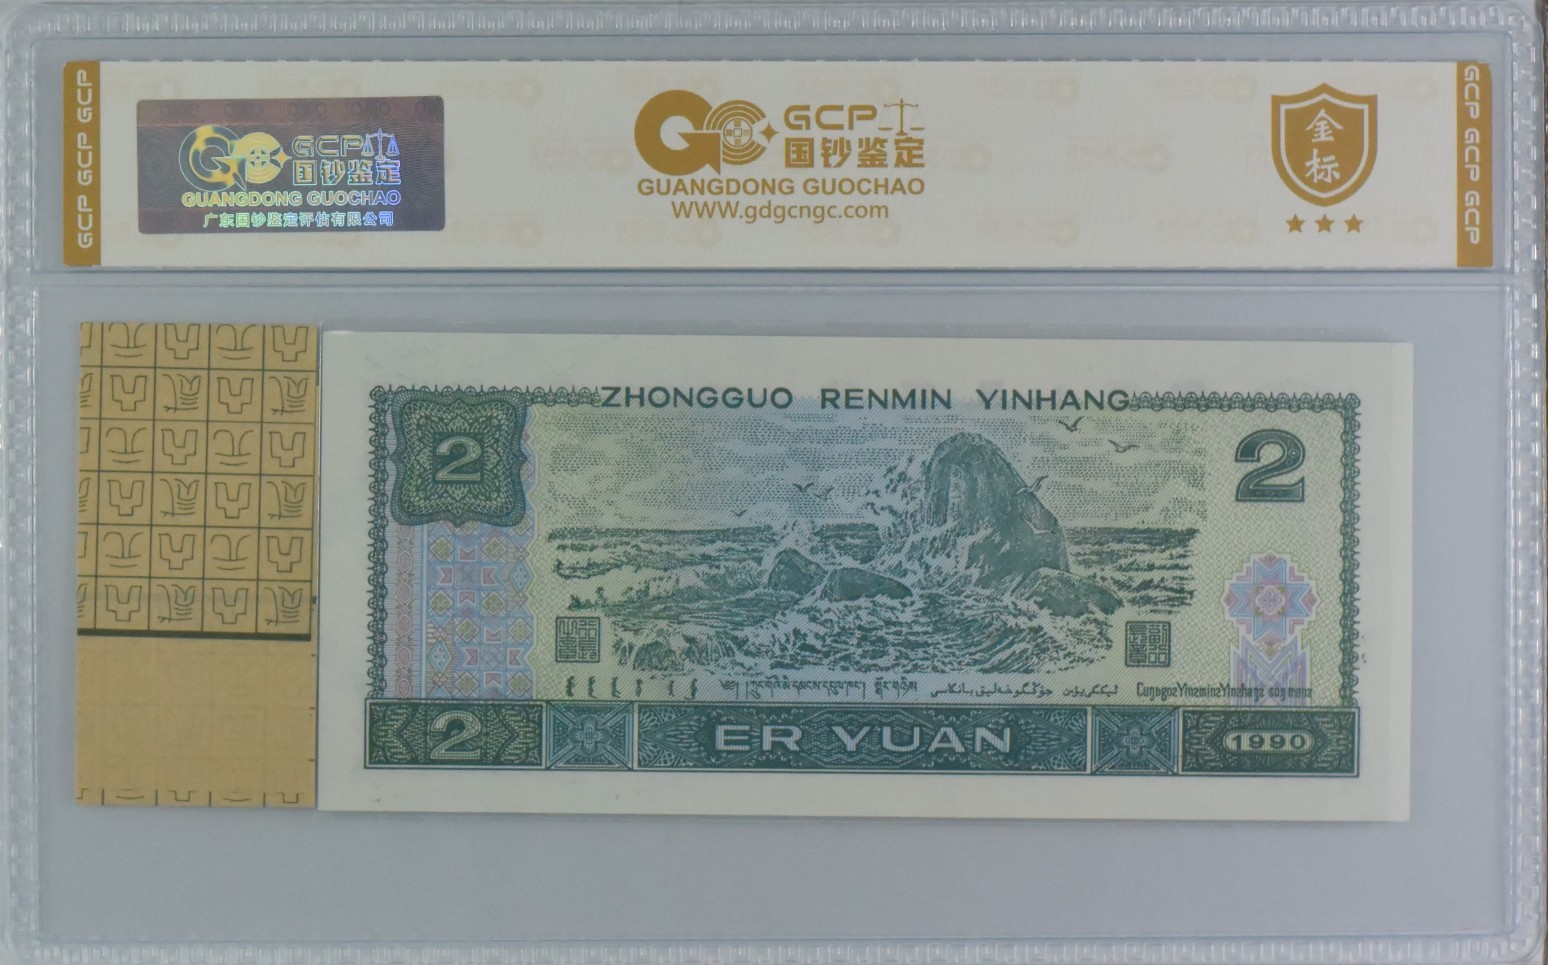 GCP GCP GCP
GCP 国钞鉴定
GUANGDONG GUOCHAO
广东国钞鉴定评估有限公司
GCP
国钞鉴定
GUANGDONG GUOCHAO
WWW.gdgcngc.com
金标
GCP GCP GCP
ZHONGGUO RENMIN YINHANG
2
2
Cuŋƅgoz Yinzminz Yinzhangz
2
ER YUAN
1990